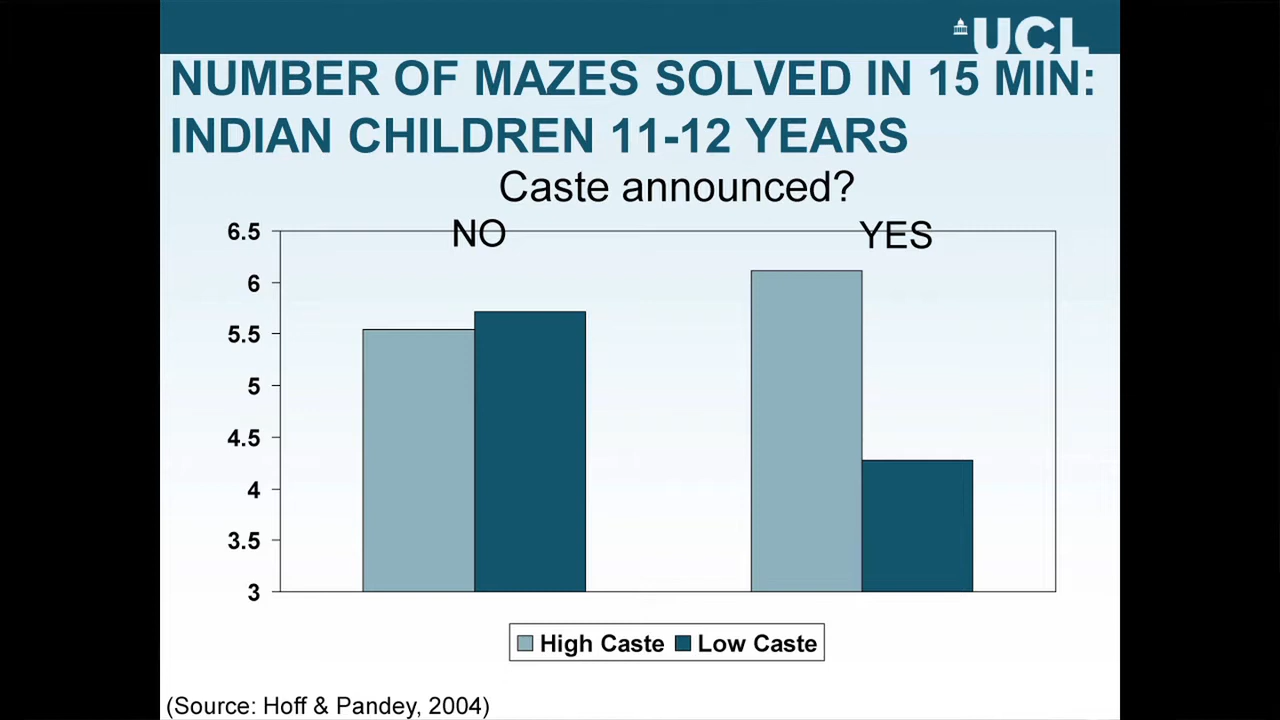 UCL
NUMBER OF MAZES SOLVED IN 15 MIN:
INDIAN CHILDREN 11-12 YEARS
Caste announced?
NO YES
6.5
6
5.5
5
4.5
4
3.5
3
High Caste Low Caste
(Source: Hoff & Pandey, 2004)